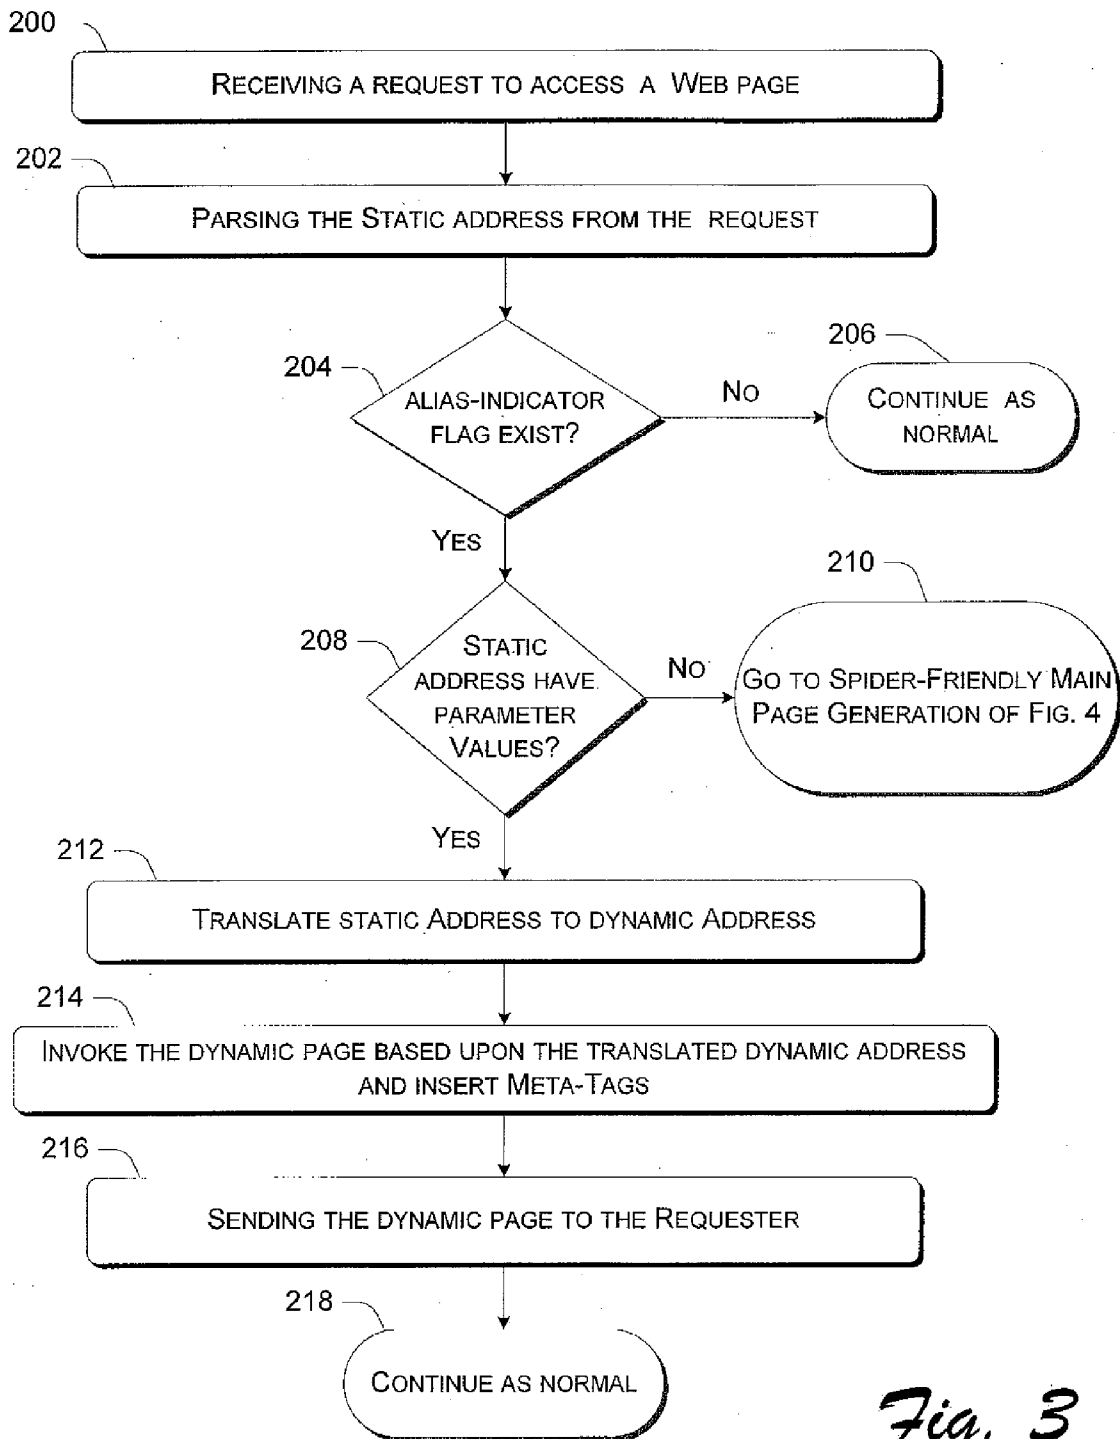 200
RECEIVING A REQUEST TO ACCESS A WEB PAGE
202
PARSING THE STATIC ADDRESS FROM THE REQUEST
204
ALIAS-INDICATOR
FLAG EXIST?
NO
206
CONTINUE AS
NORMAL
YES
208
STATIC
ADDRESS HAVE
PARAMETER
VALUES?
NO
210
GO TO SPIDER-FRIENDLY MAIN
PAGE GENERATION OF FIG. 4
YES
212
TRANSLATE STATIC ADDRESS TO DYNAMIC ADDRESS
214
INVOKE THE DYNAMIC PAGE BASED UPON THE TRANSLATED DYNAMIC ADDRESS
AND INSERT META-TAGS
216
SENDING THE DYNAMIC PAGE TO THE REQUESTER
218
CONTINUE AS NORMAL
Fig. 3